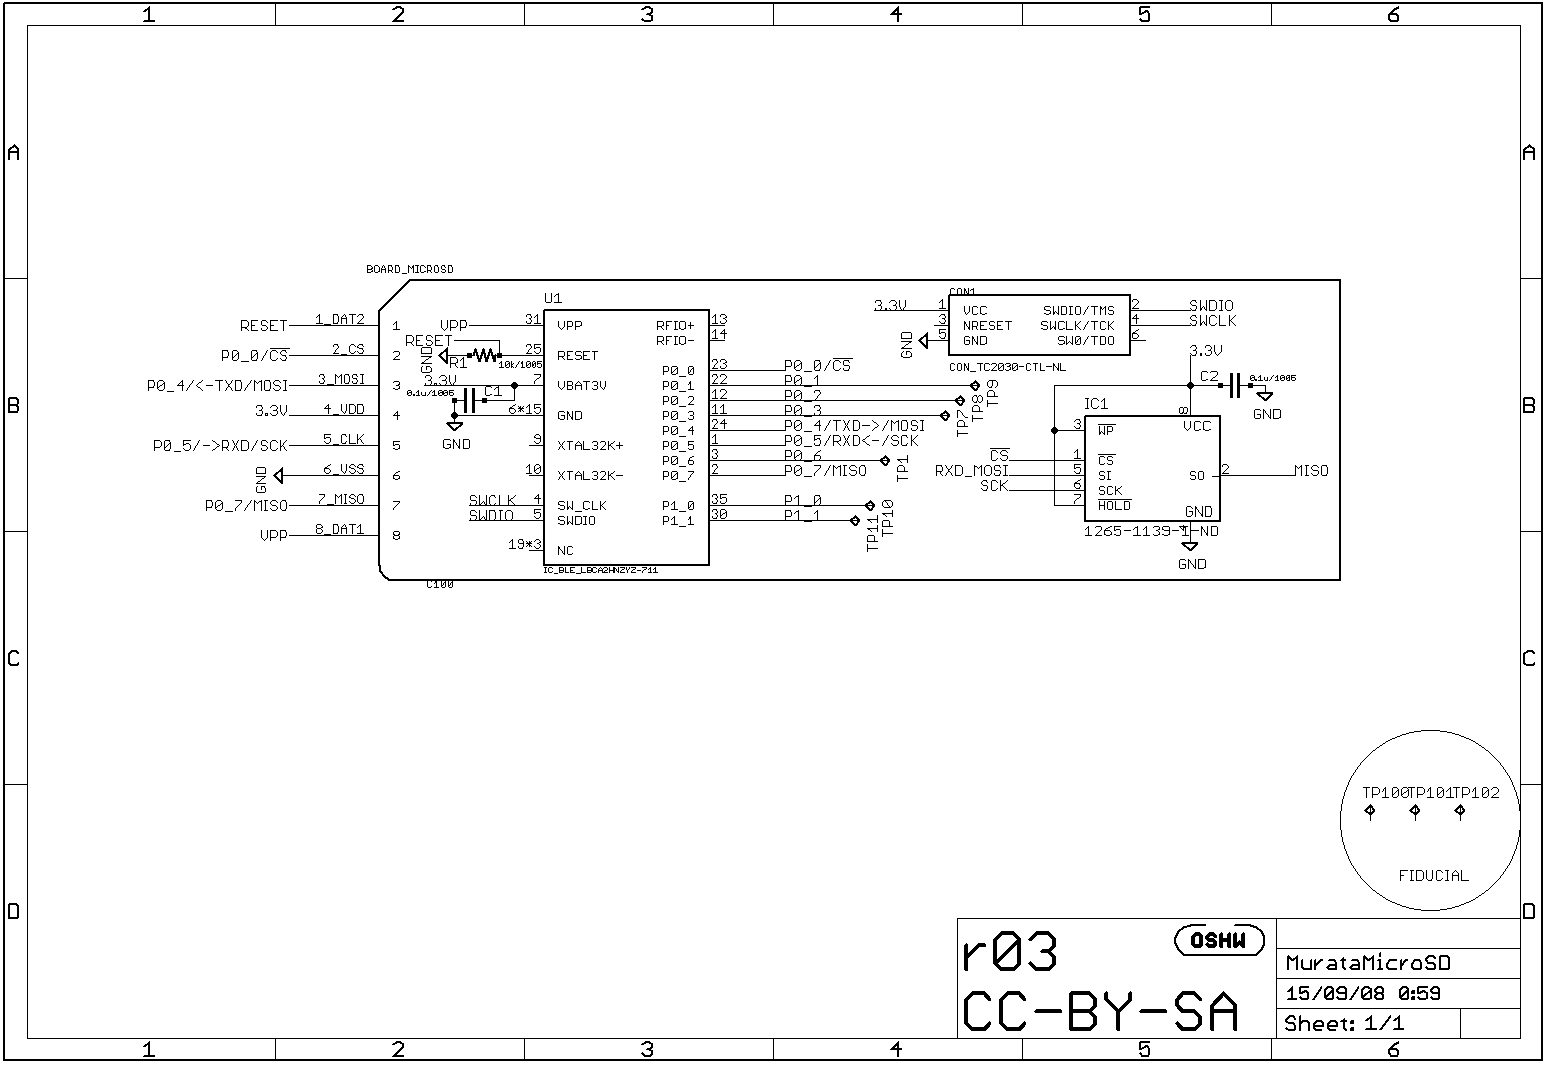 1 2 3 4 5 6
A A
BOARD_MICROSD
RESET 1_DAT2 1
P0_0/CS 2_CS 2
P0_4/<-TXD/MOSI 3_MOSI 3
3.3V 4_VDD 4
P0_5/->RXD/SCK 5_CLK 5
GND 6_VSS 6
P0_7/MISO 7_MISO 7
VPP 8_DAT1 8
C100
U1
VPP 31 VPP
RESET 25 RESET
GND R1 10k/1005
3.3V 7 VBAT3V
0.1u/1005 C1
6*15 GND
GND
9 XTAL32K+
10 XTAL32K-
SWCLK 4 SW_CLK
SWDIO 5 SWDIO
19*3 NC
IC_BLE_LBCA2HNZYZ-711
RFIO+ 13
RFIO- 14
P0_0 23 P0_0/CS
P0_1 22 P0_1 TP9
P0_2 12 P0_2 TP8
P0_3 11 P0_3 TP7
P0_4 24 P0_4/TXD->/MOSI
P0_5 1 P0_5/RXD<-/SCK
P0_6 3 P0_6 TP1
P0_7 2 P0_7/MISO
P1_0 35 P1_0 TP10
P1_1 30 P1_1 TP11
CON1
3.3V 1 VCC SWDIO/TMS 2 SWDIO
3 NRESET SWCLK/TCK 4 SWCLK
GND 5 GND SW0/TDO 6
CON_TC2030-CTL-NL
3.3V
C2 0.1u/1005
GND
IC1
8 VCC
3 WP
CS 1 CS
RXD_MOSI 5 SI SO 2 MISO
SCK 6 SCK
7 HOLD
GND
1265-1139-1-ND
4
GND
B B
C C
TP100 TP101 TP102
FIDUCIAL
D D
r03
OSHW
CC-BY-SA
MurataMicroSD
15/09/08 0:59
Sheet: 1/1
1 2 3 4 5 6